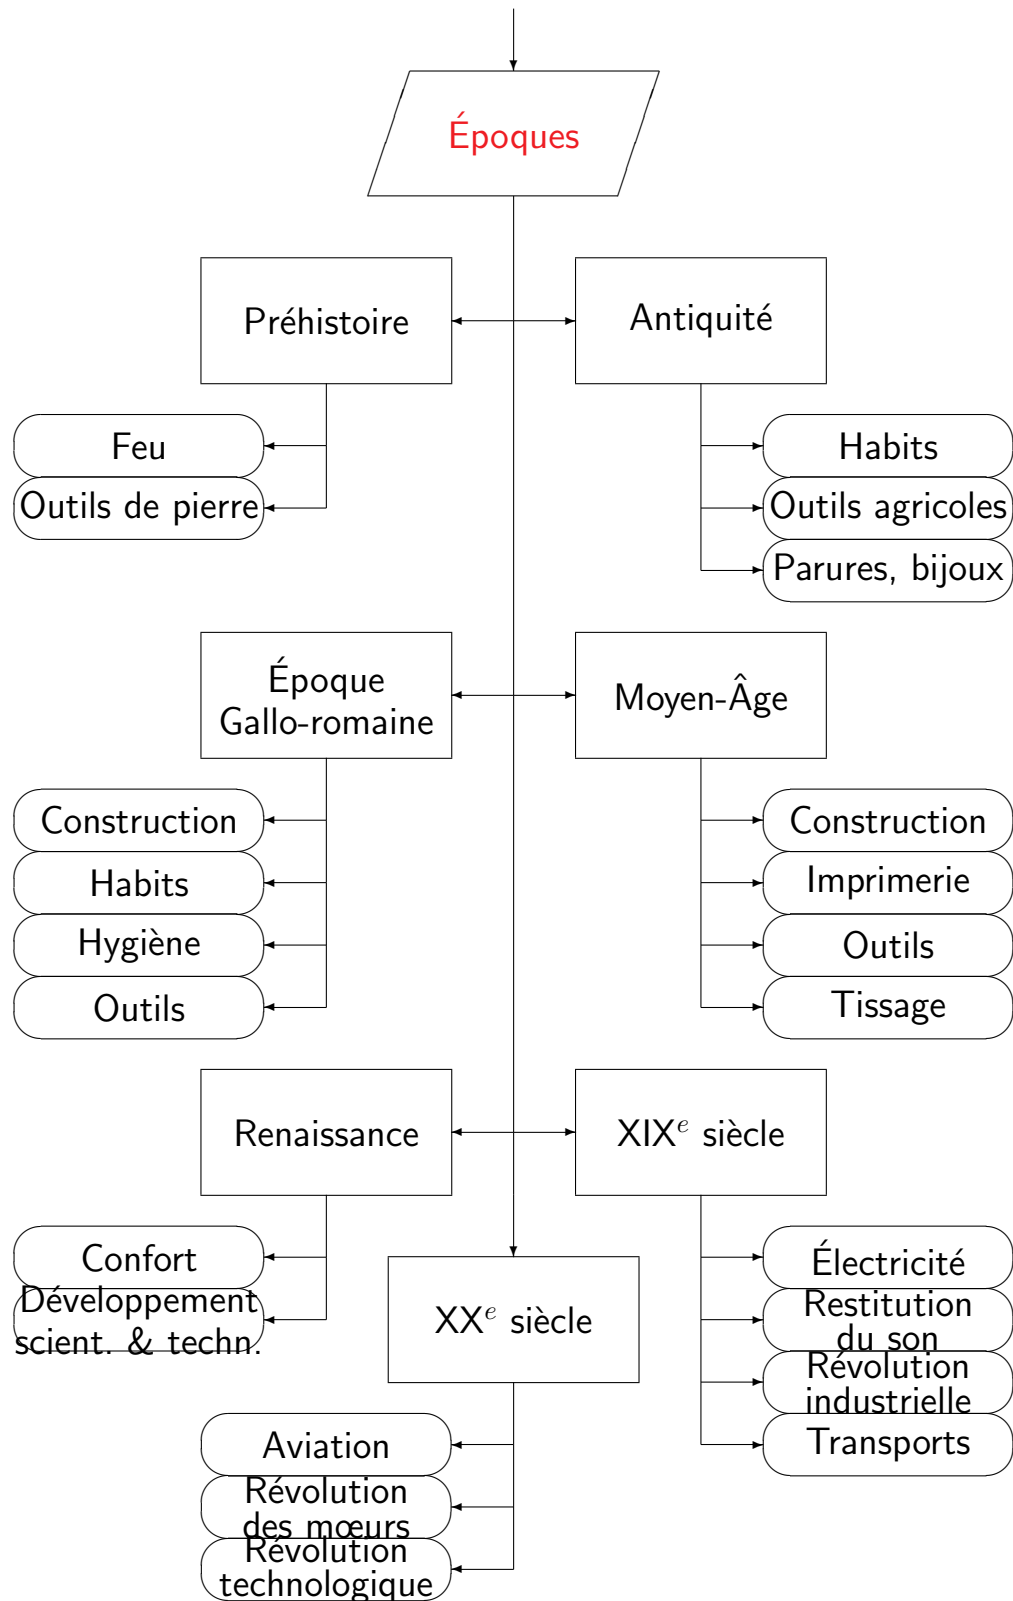 Époques
Préhistoire
Feu
Outils de pierre
Antiquité
Habits
Outils agricoles
Parures, bijoux
Époque
Gallo-romaine
Construction
Habits
Hygiène
Outils
Moyen-Âge
Construction
Imprimerie
Outils
Tissage
Renaissance
Confort
Développement
scient. & techn.
XIXe siècle
Électricité
Restitution
du son
Révolution
industrielle
Transports
XXe siècle
Aviation
Révolution
des mœurs
Révolution
technologique